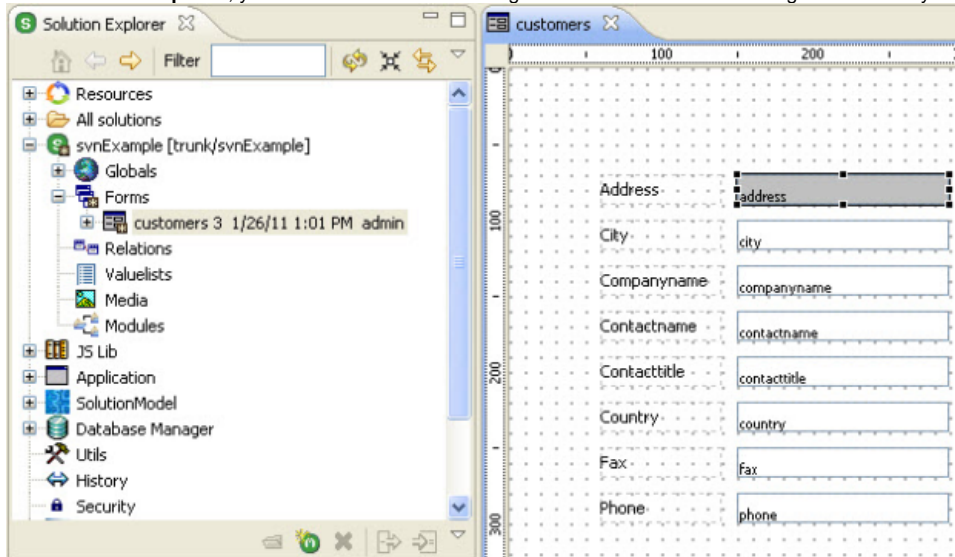 Solution Explorer
Filter
Resources
All solutions
svnExample [trunk/svnExample]
Globals
Forms
customers 3 1/26/11 1:01 PM admin
Relations
Valuelists
Media
Modules
JS Lib
Application
SolutionModel
Database Manager
Utils
History
Security
customers
100
200
100
200
300
Address
address
City
city
Companyname
companyname
Contactname
contactname
Contacttitle
contacttitle
Country
country
Fax
fax
Phone
phone